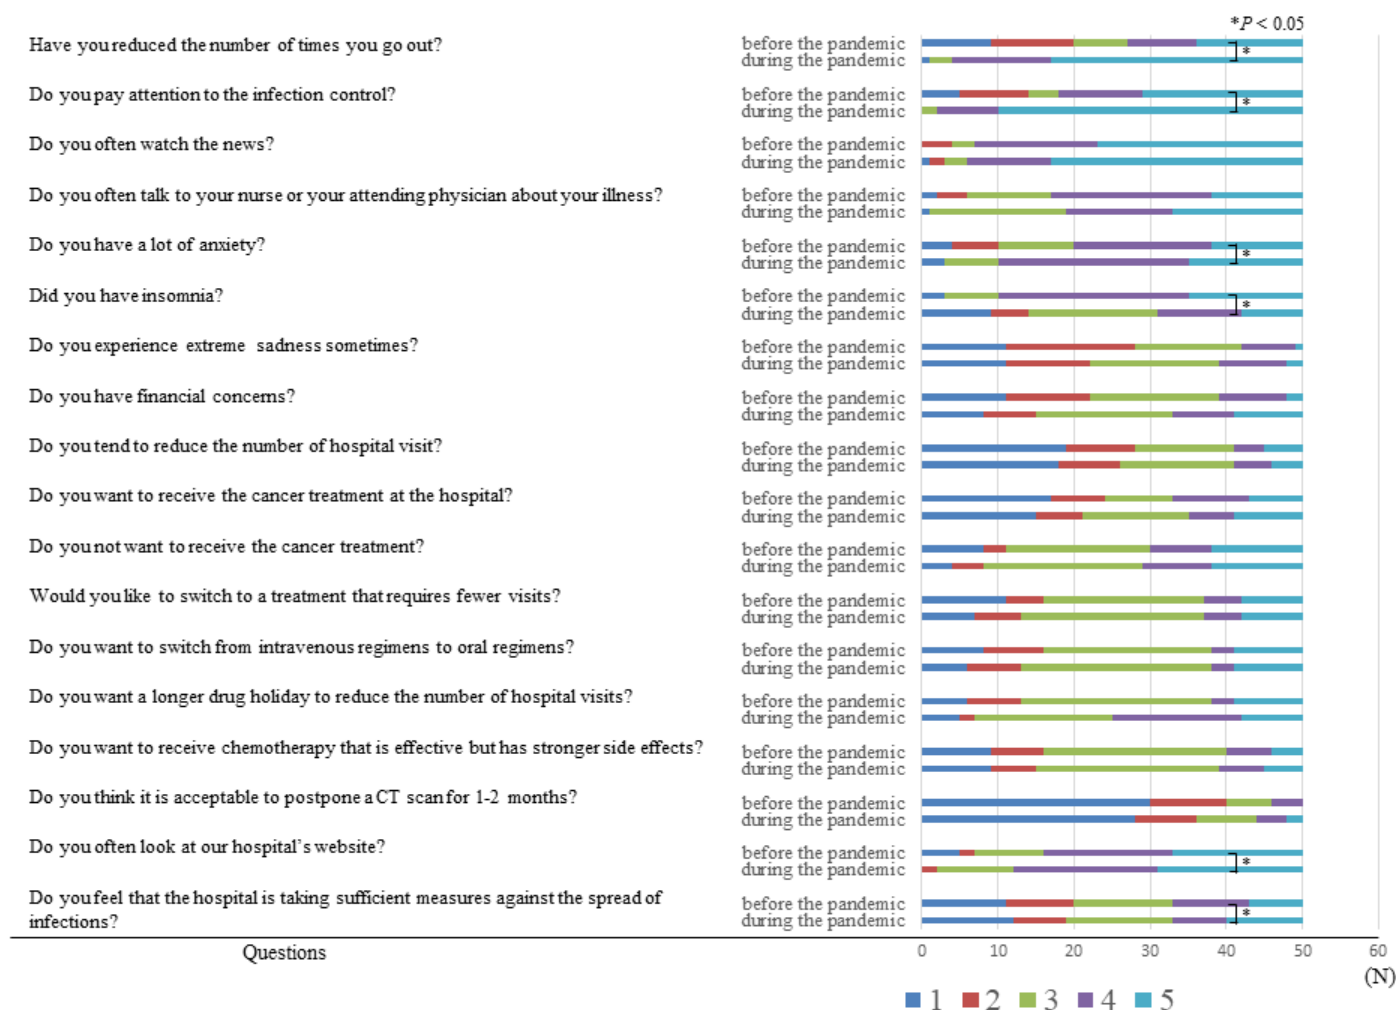 *P < 0.05
Have you reduced the number of times you go out?
before the pandemic
during the pandemic
*
Do you pay attention to the infection control?
before the pandemic
during the pandemic
*
Do you often watch the news?
before the pandemic
during the pandemic
Do you often talk to your nurse or your attending physician about your illness?
before the pandemic
during the pandemic
Do you have a lot of anxiety?
before the pandemic
during the pandemic
*
Did you have insomnia?
before the pandemic
during the pandemic
*
Do you experience extreme sadness sometimes?
before the pandemic
during the pandemic
Do you have financial concerns?
before the pandemic
during the pandemic
Do you tend to reduce the number of hospital visit?
before the pandemic
during the pandemic
Do you want to receive the cancer treatment at the hospital?
before the pandemic
during the pandemic
Do you not want to receive the cancer treatment?
before the pandemic
during the pandemic
Would you like to switch to a treatment that requires fewer visits?
before the pandemic
during the pandemic
Do you want to switch from intravenous regimens to oral regimens?
before the pandemic
during the pandemic
Do you want a longer drug holiday to reduce the number of hospital visits?
before the pandemic
during the pandemic
Do you want to receive chemotherapy that is effective but has stronger side effects?
before the pandemic
during the pandemic
Do you think it is acceptable to postpone a CT scan for 1-2 months?
before the pandemic
during the pandemic
Do you often look at our hospital's website?
before the pandemic
during the pandemic
*
Do you feel that the hospital is taking sufficient measures against the spread of
infections?
before the pandemic
during the pandemic
*
Questions
0 10 20 30 40 50 60
(N)
1 2 3 4 5